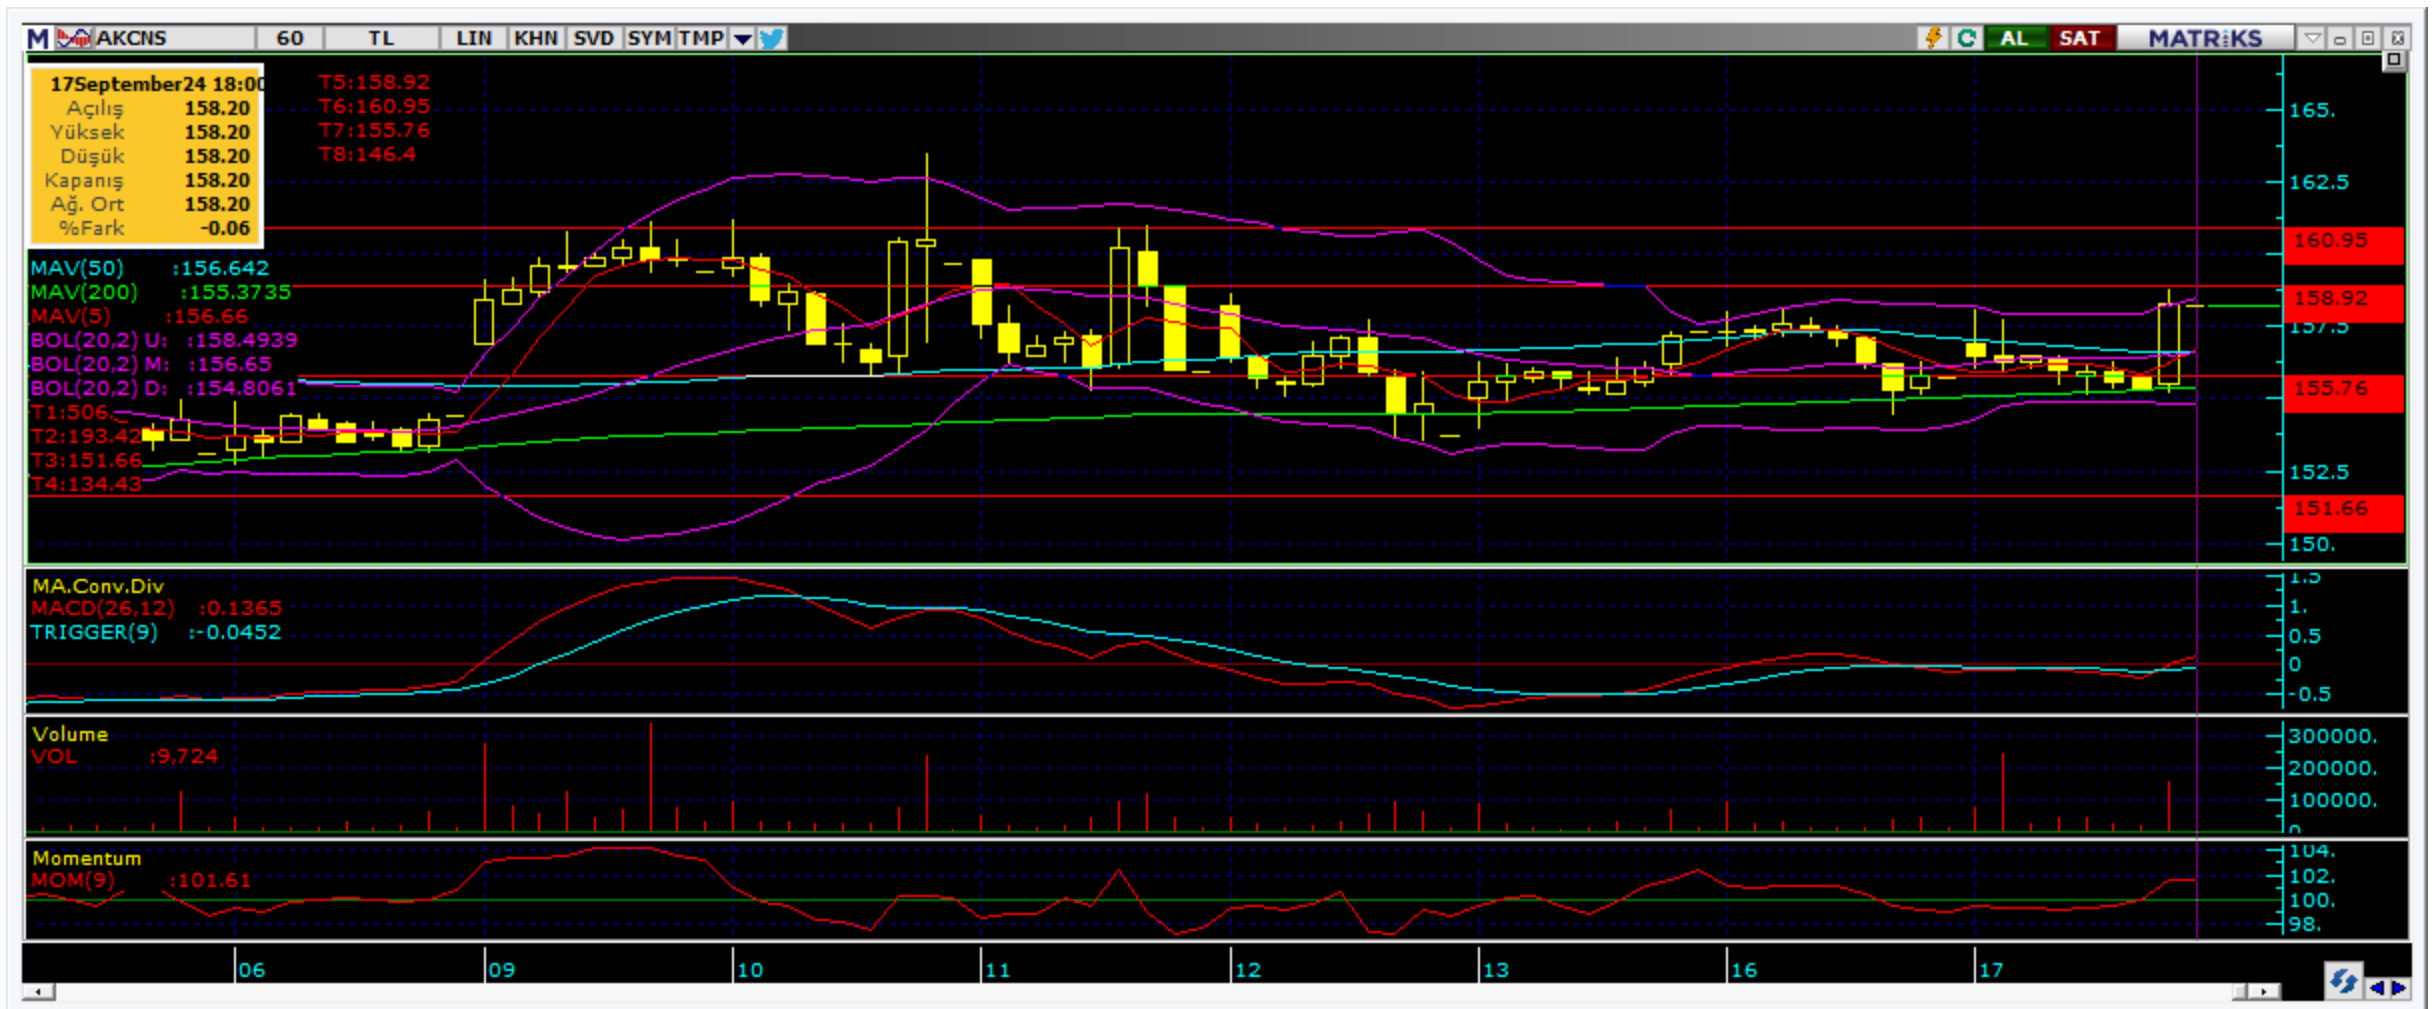 M AKCNS 60 TL LIN KHN SVD SYM TMP AL SAT MATRiKS
17September24 18:00
Açılış 158.20
Yüksek 158.20
Düşük 158.20
Kapanış 158.20
Ağ. Ort 158.20
%Fark -0.06
T5:158.92
T6:160.95
T7:155.76
T8:146.4
MAV(50) :156.642
MAV(200) :155.3735
MAV(5) :156.66
BOL(20,2) U: :158.4939
BOL(20,2) M: :156.65
BOL(20,2) D: :154.8061
T1:506.
T2:193.42
T3:151.66
T4:134.43
165.
162.5
160.95
158.92
157.5
155.76
152.5
151.66
150.
MA.Conv.Div
MACD(26,12) :0.1365
TRIGGER(9) :-0.0452
1.5
1.
0.5
0
-0.5
Volume
VOL :9,724
300000.
200000.
100000.
0
Momentum
MOM(9) :101.61
104.
102.
100.
98.
06 09 10 11 12 13 16 17